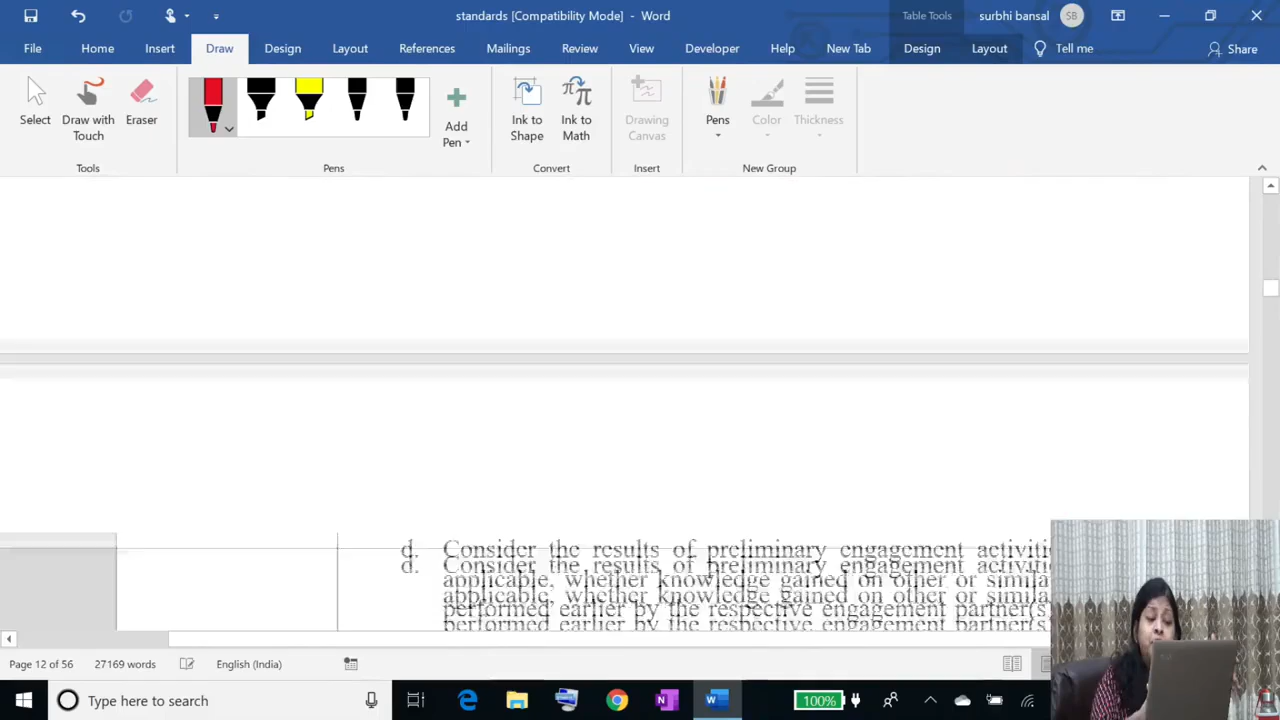 standards [Compatibility Mode] - Word
Table Tools
surbhi bansal
SB
File
Home
Insert
Draw
Design
Layout
References
Mailings
Review
View
Developer
Help
New Tab
Design
Layout
Tell me
Share
Select
Draw with
Touch
Eraser
Add
Pen
Ink to
Shape
Ink to
Math
Drawing
Canvas
Pens
Color
Thickness
Tools
Pens
Convert
Insert
New Group
d. Consider the results of preliminary engagement activiti
d. Consider the results of preliminary engagement activiti
applicable, whether knowledge gained on other or simila
applicable, whether knowledge gained on other or simila
performed earlier by the respective engagement partner(s
performed earlier by the respective engagement partner(s
Page 12 of 56
27169 words
English (India)
Type here to search
100%